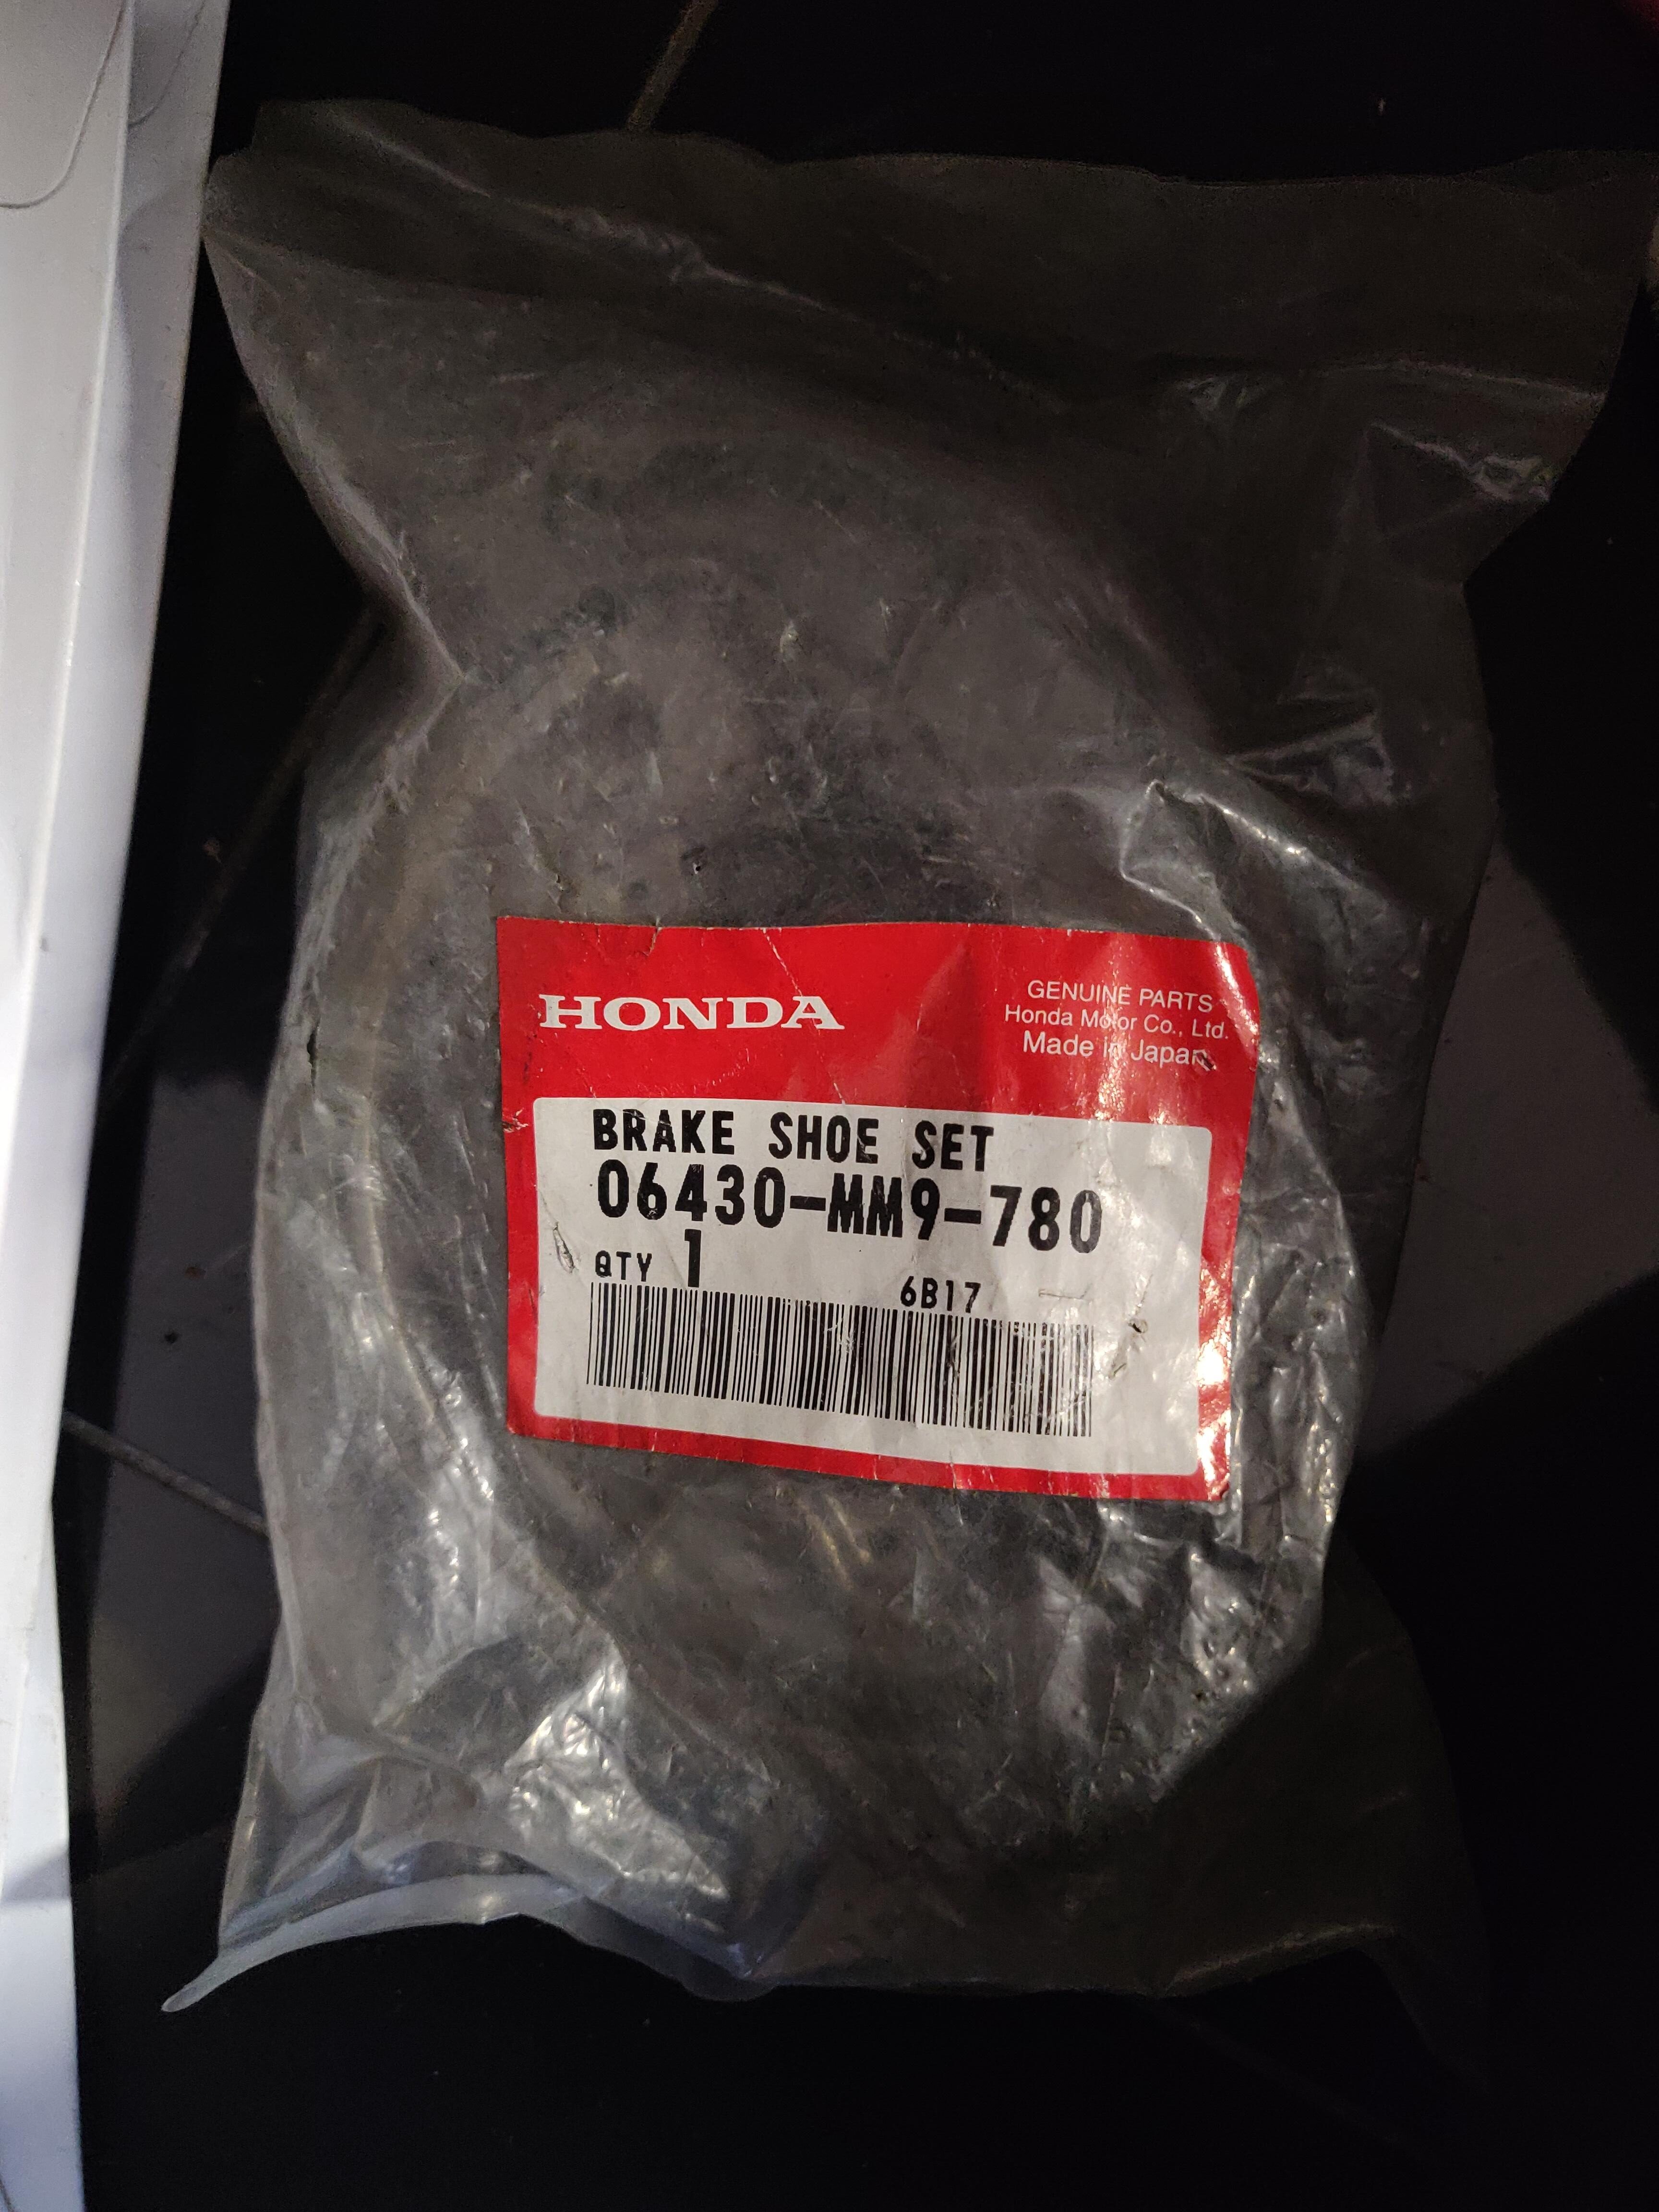 HONDA
GENUINE PARTS
Honda Motor Co., Ltd.
Made in Japan
BRAKE SHOE SET
06430-MM9-780
QTY 1
6B17